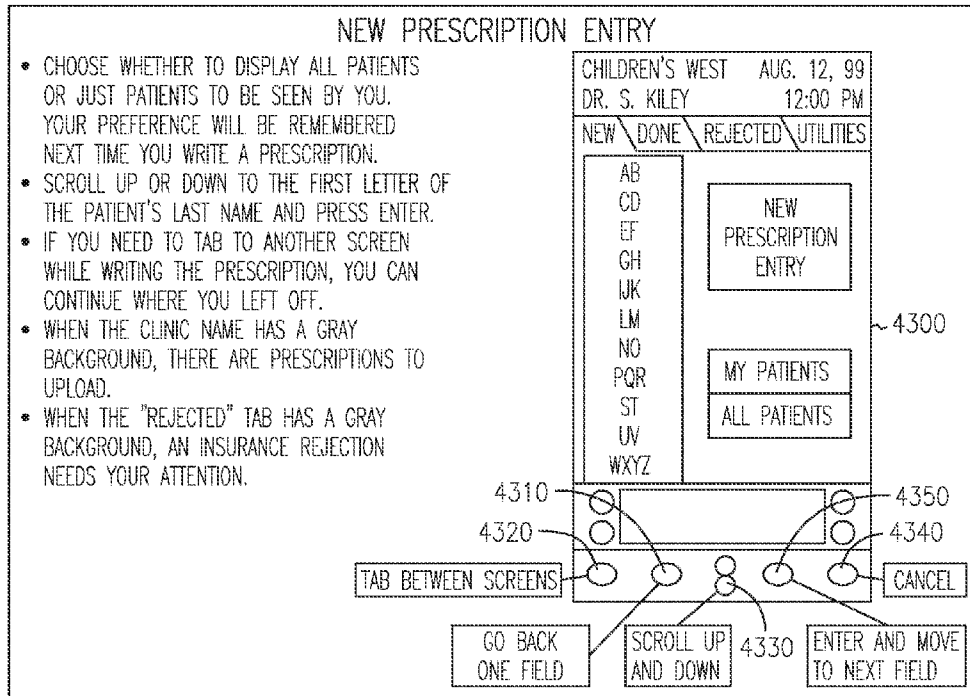 NEW PRESCRIPTION ENTRY
• CHOOSE WHETHER TO DISPLAY ALL PATIENTS
OR JUST PATIENTS TO BE SEEN BY YOU.
YOUR PREFERENCE WILL BE REMEMBERED
NEXT TIME YOU WRITE A PRESCRIPTION.
• SCROLL UP OR DOWN TO THE FIRST LETTER OF
THE PATIENT'S LAST NAME AND PRESS ENTER.
• IF YOU NEED TO TAB TO ANOTHER SCREEN
WHILE WRITING THE PRESCRIPTION, YOU CAN
CONTINUE WHERE YOU LEFT OFF.
• WHEN THE CLINIC NAME HAS A GRAY
BACKGROUND, THERE ARE PRESCRIPTIONS TO
UPLOAD.
• WHEN THE "REJECTED" TAB HAS A GRAY
BACKGROUND, AN INSURANCE REJECTION
NEEDS YOUR ATTENTION.
CHILDREN'S WEST AUG. 12, 99
DR. S. KILEY 12:00 PM
NEW DONE REJECTED UTILITIES
AB
CD
EF
GH
IJK
LM
NO
PQR
ST
UV
WXYZ
NEW
PRESCRIPTION
ENTRY
MY PATIENTS
ALL PATIENTS
4300
4310
4320
4350
4340
TAB BETWEEN SCREENS
CANCEL
GO BACK
ONE FIELD
SCROLL UP
AND DOWN
4330
ENTER AND MOVE
TO NEXT FIELD